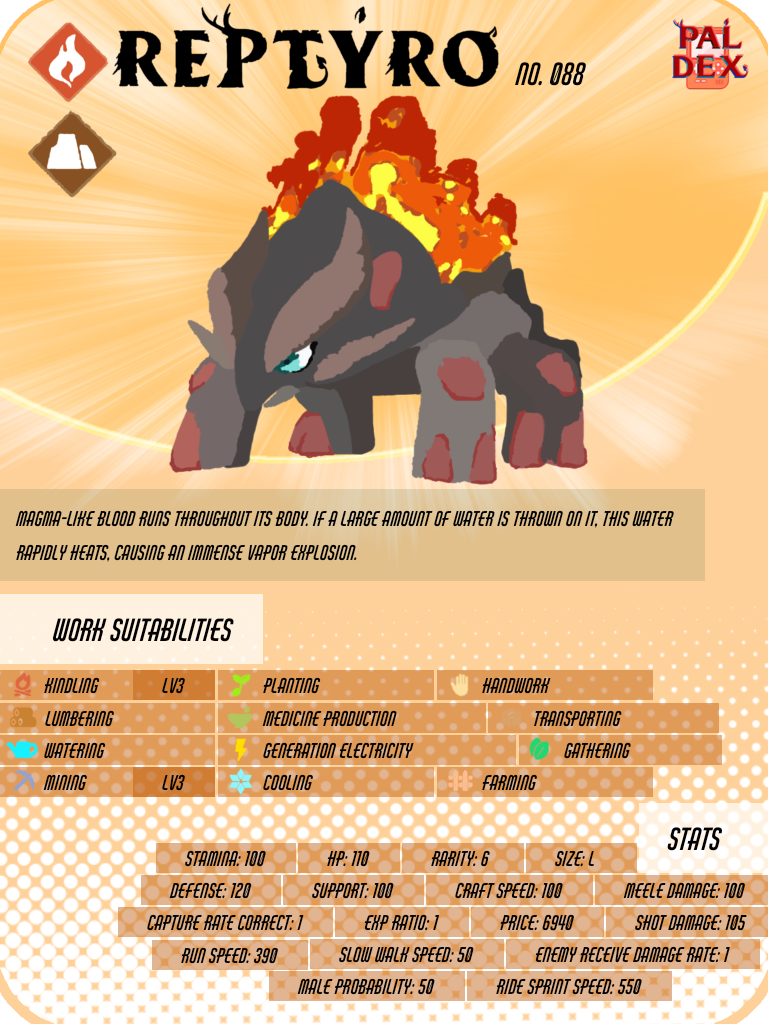 REPTYRO NO. 088
PAL
DEX
MAGMA-LIKE BLOOD RUNS THROUGHOUT ITS BODY. IF A LARGE AMOUNT OF WATER IS THROWN ON IT, THIS WATER
RAPIDLY HEATS, CAUSING AN IMMENSE VAPOR EXPLOSION.
WORK SUITABILITIES
KINDLING LV3 PLANTING HANDWORK
LUMBERING MEDICINE PRODUCTION TRANSPORTING
WATERING GENERATION ELECTRICITY GATHERING
MINING LV3 COOLING FARMING
STATS
STAMINA: 100 HP: 110 RARITY: 6 SIZE: L
DEFENSE: 120 SUPPORT: 100 CRAFT SPEED: 100 MEELE DAMAGE: 100
CAPTURE RATE CORRECT: 1 EXP RATIO: 1 PRICE: 6940 SHOT DAMAGE: 105
RUN SPEED: 390 SLOW WALK SPEED: 50 ENEMY RECEIVE DAMAGE RATE: 1
MALE PROBABILITY: 50 RIDE SPRINT SPEED: 550